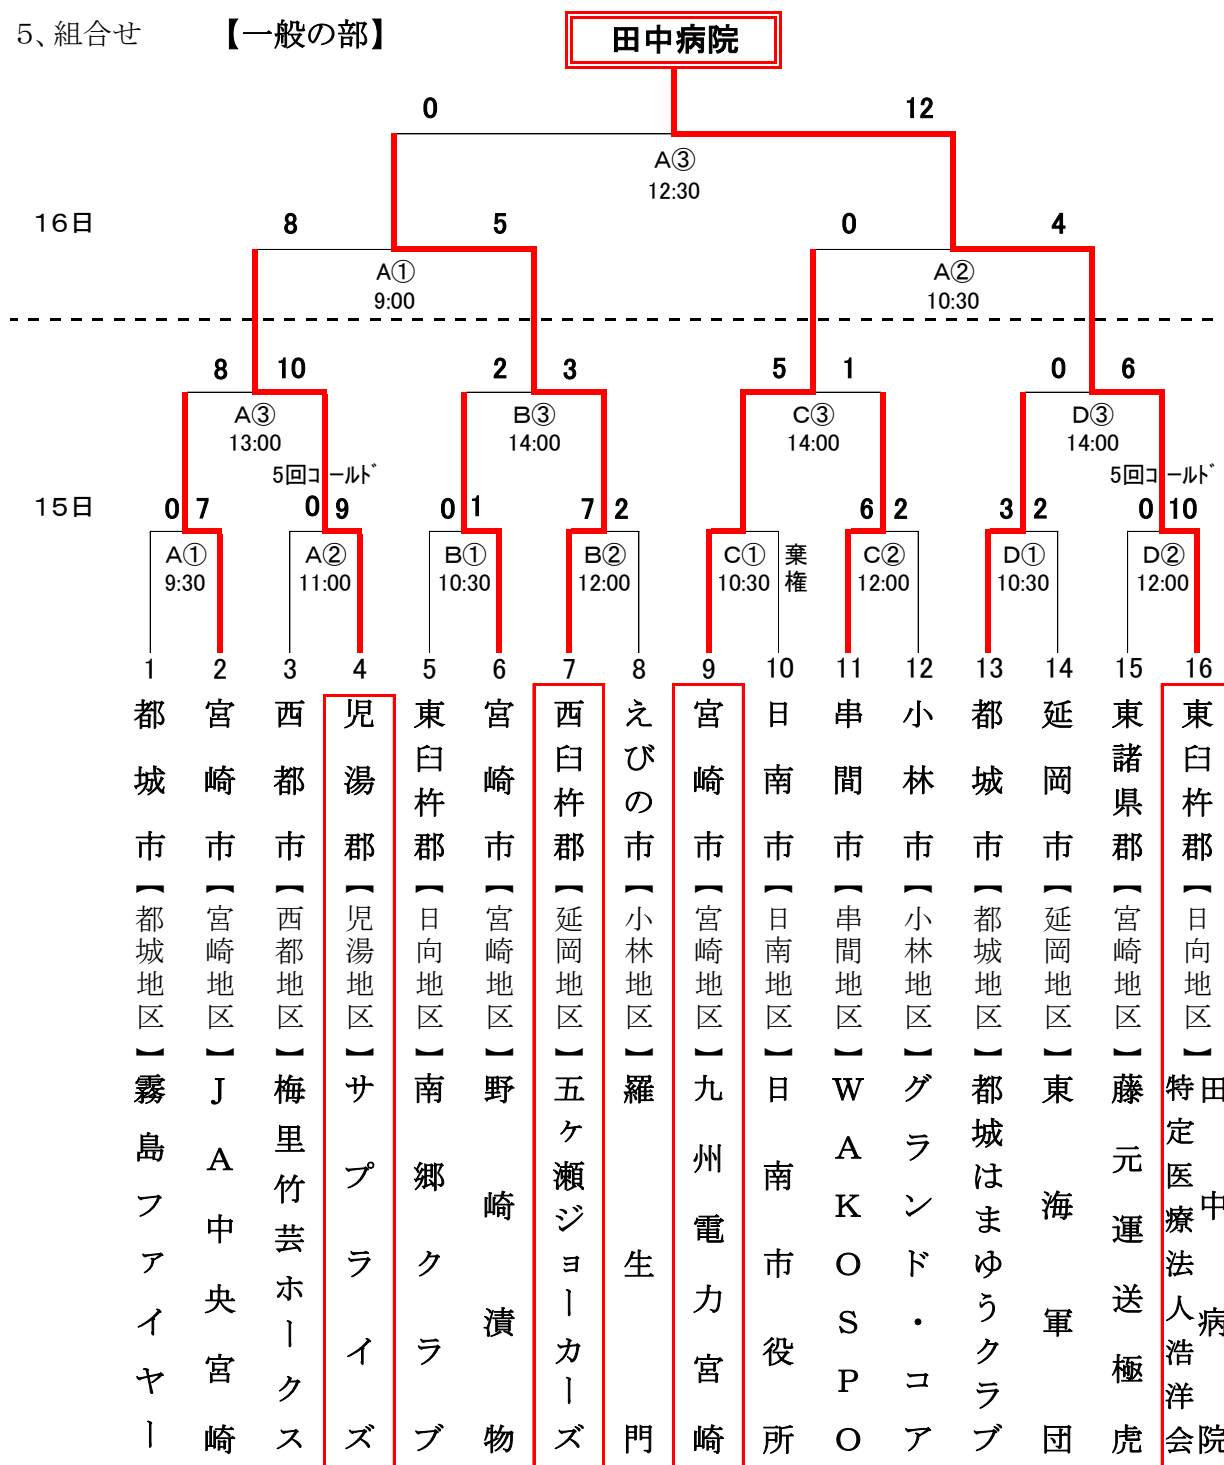 5、組合せ 【一般の部】
田中病院
0 12
A③
12:30
16日 8 5 0 4
A① A②
9:00 10:30
8 10 2 3 5 1 0 6
A③ B③ C③ D③
13:00 14:00 14:00 14:00
5回コールド 5回コールド
15日 0 7 0 9 0 1 7 2 6 2 3 2 0 10
A① A② B① B② C① 棄権 C② D① D②
9:30 11:00 10:30 12:00 10:30 12:00 10:30 12:00
1 2 3 4 5 6 7 8 9 10 11 12 13 14 15 16
都城市【都城地区】霧島ファイヤー
宮崎市【宮崎地区】JA中央宮崎
西都市【西都地区】梅里竹芸ホークス
児湯郡【児湯地区】サプライズ
東臼杵郡【日向地区】南郷クラブ
宮崎市【宮崎地区】野崎漬物
西臼杵郡【延岡地区】五ヶ瀬ジョーカーズ
えびの市【小林地区】羅生門
宮崎市【宮崎地区】九州電力宮崎
日南市【日南地区】日南市役所
串間市【串間地区】WAKOSPO
小林市【小林地区】グランド・コア
都城市【都城地区】都城はまゆうクラブ
延岡市【延岡地区】東海軍団
東諸県郡【宮崎地区】藤元運送極虎
東臼杵郡【日向地区】特定医療法人浩洋会
田中病院